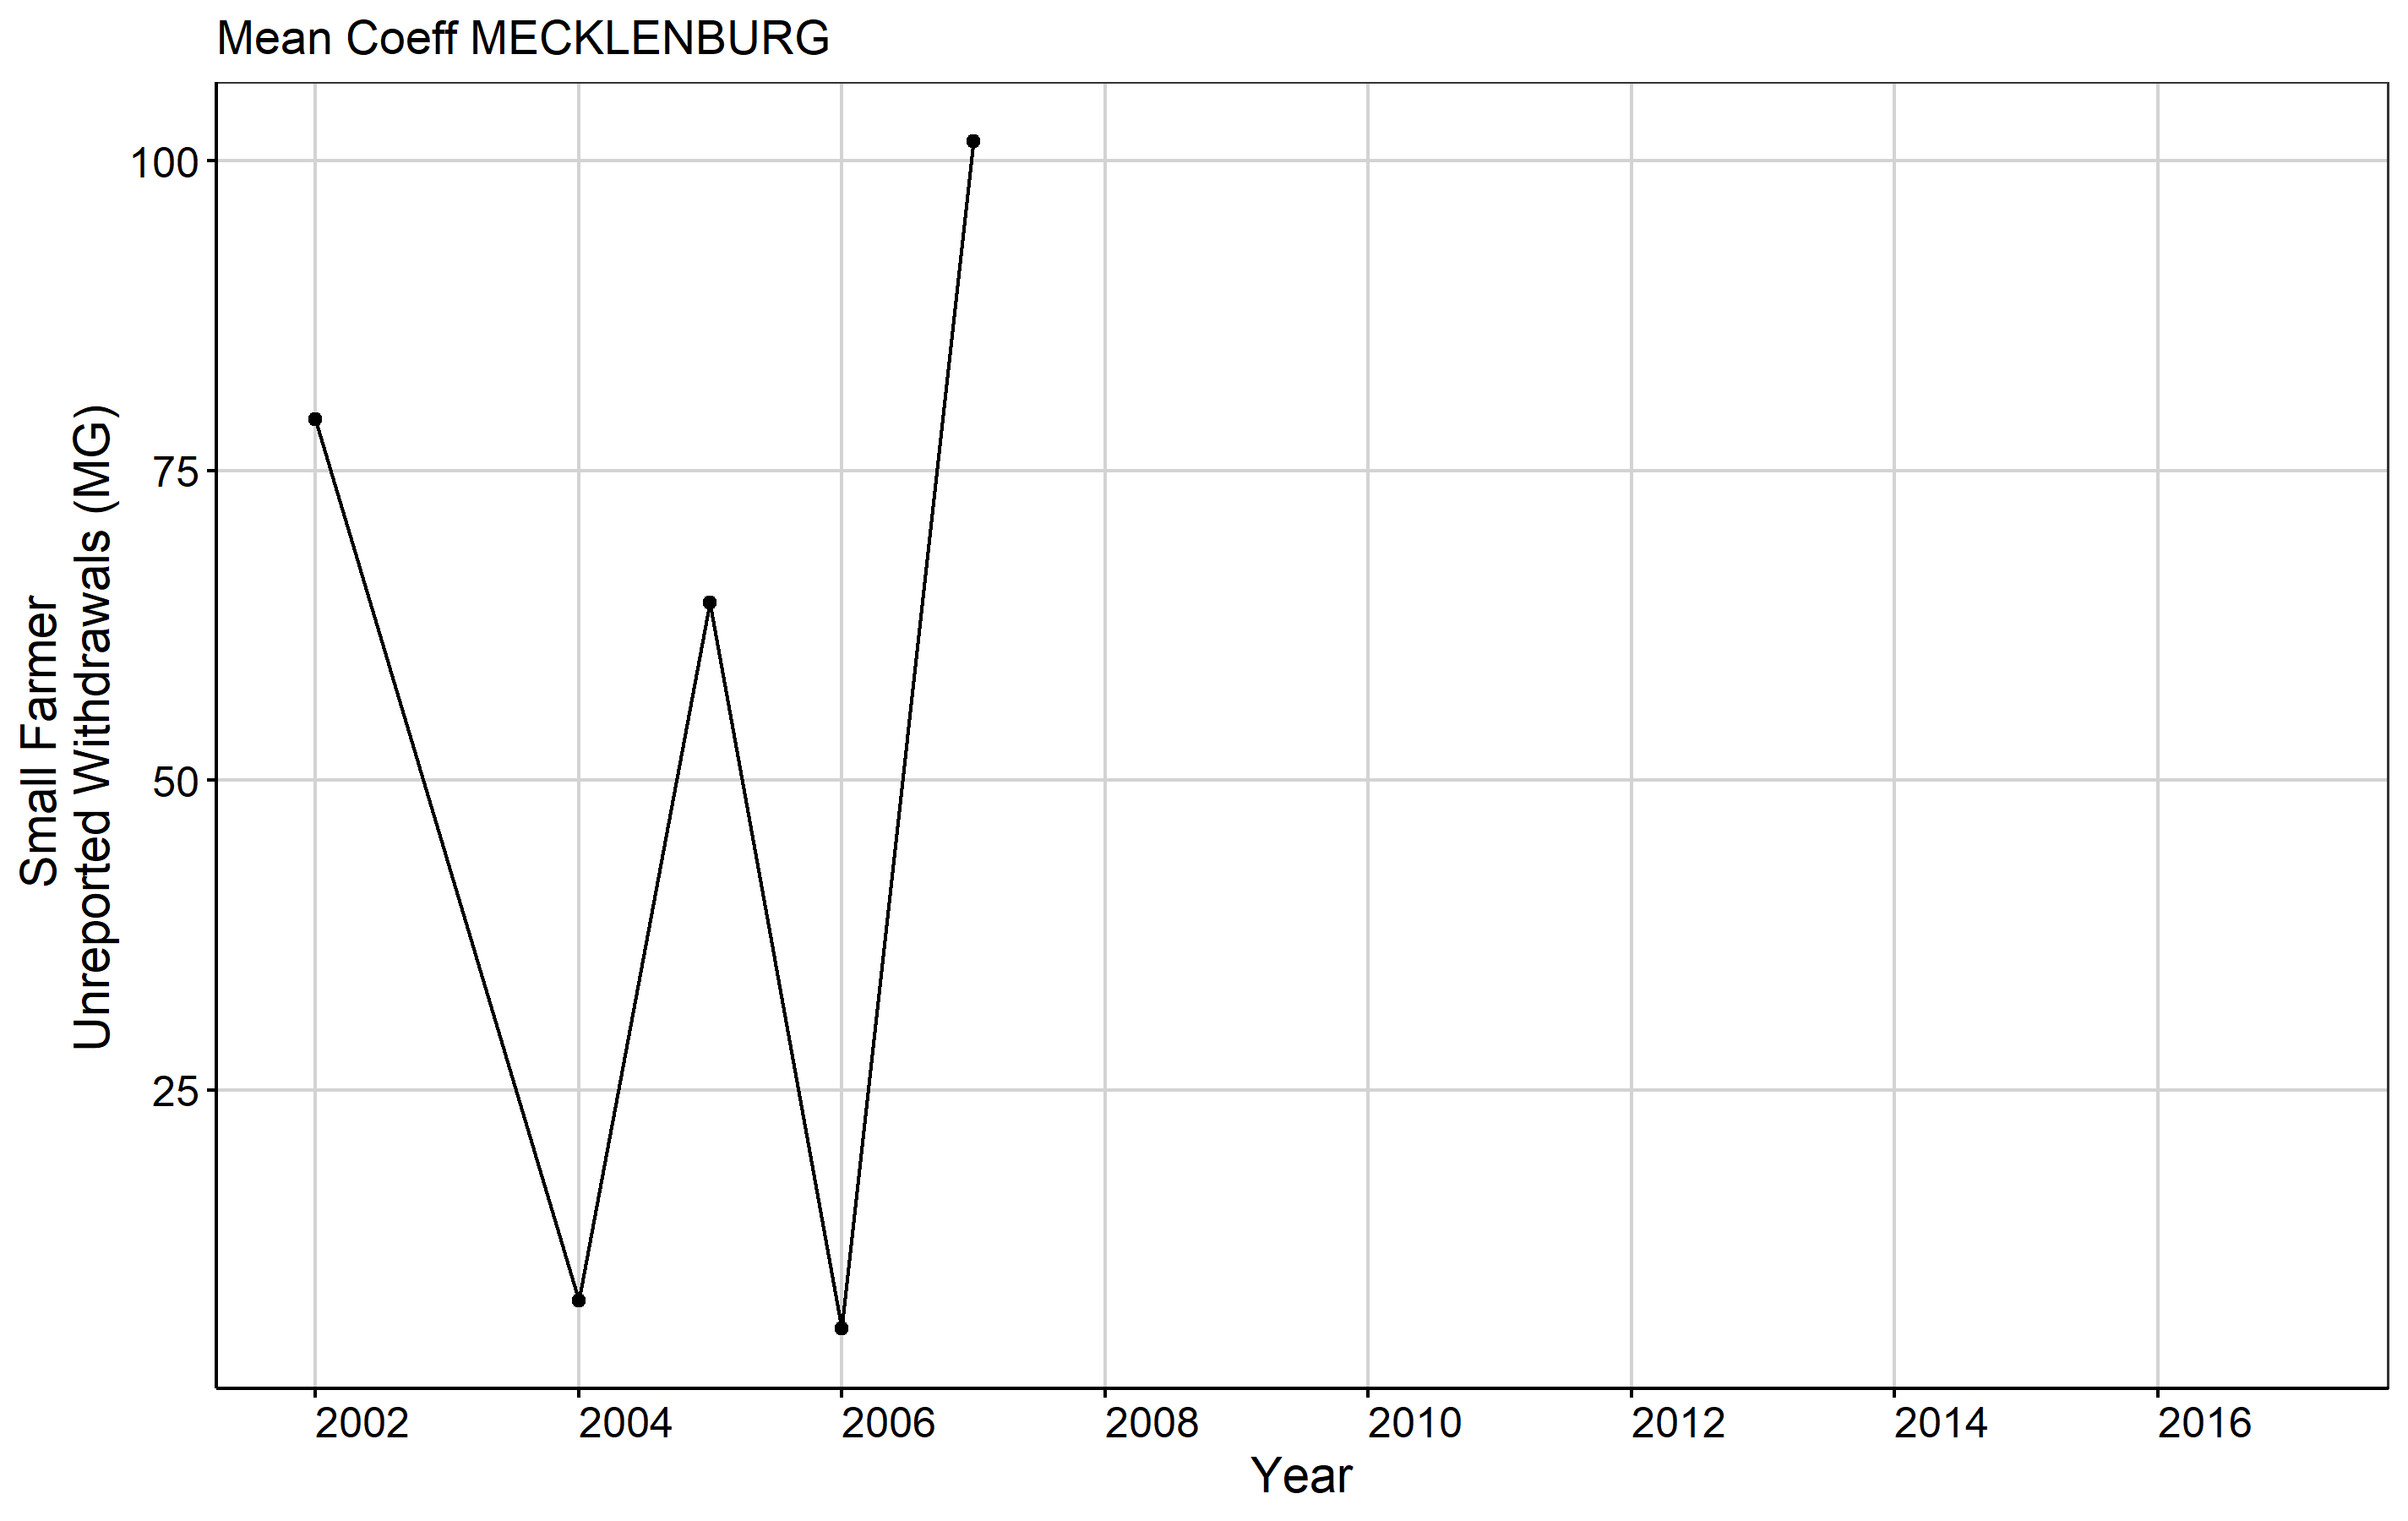 Mean Coeff MECKLENBURG
100
75
50
25
Small Farmer
Unreported Withdrawals (MG)
2002 2004 2006 2008 2010 2012 2014 2016
Year